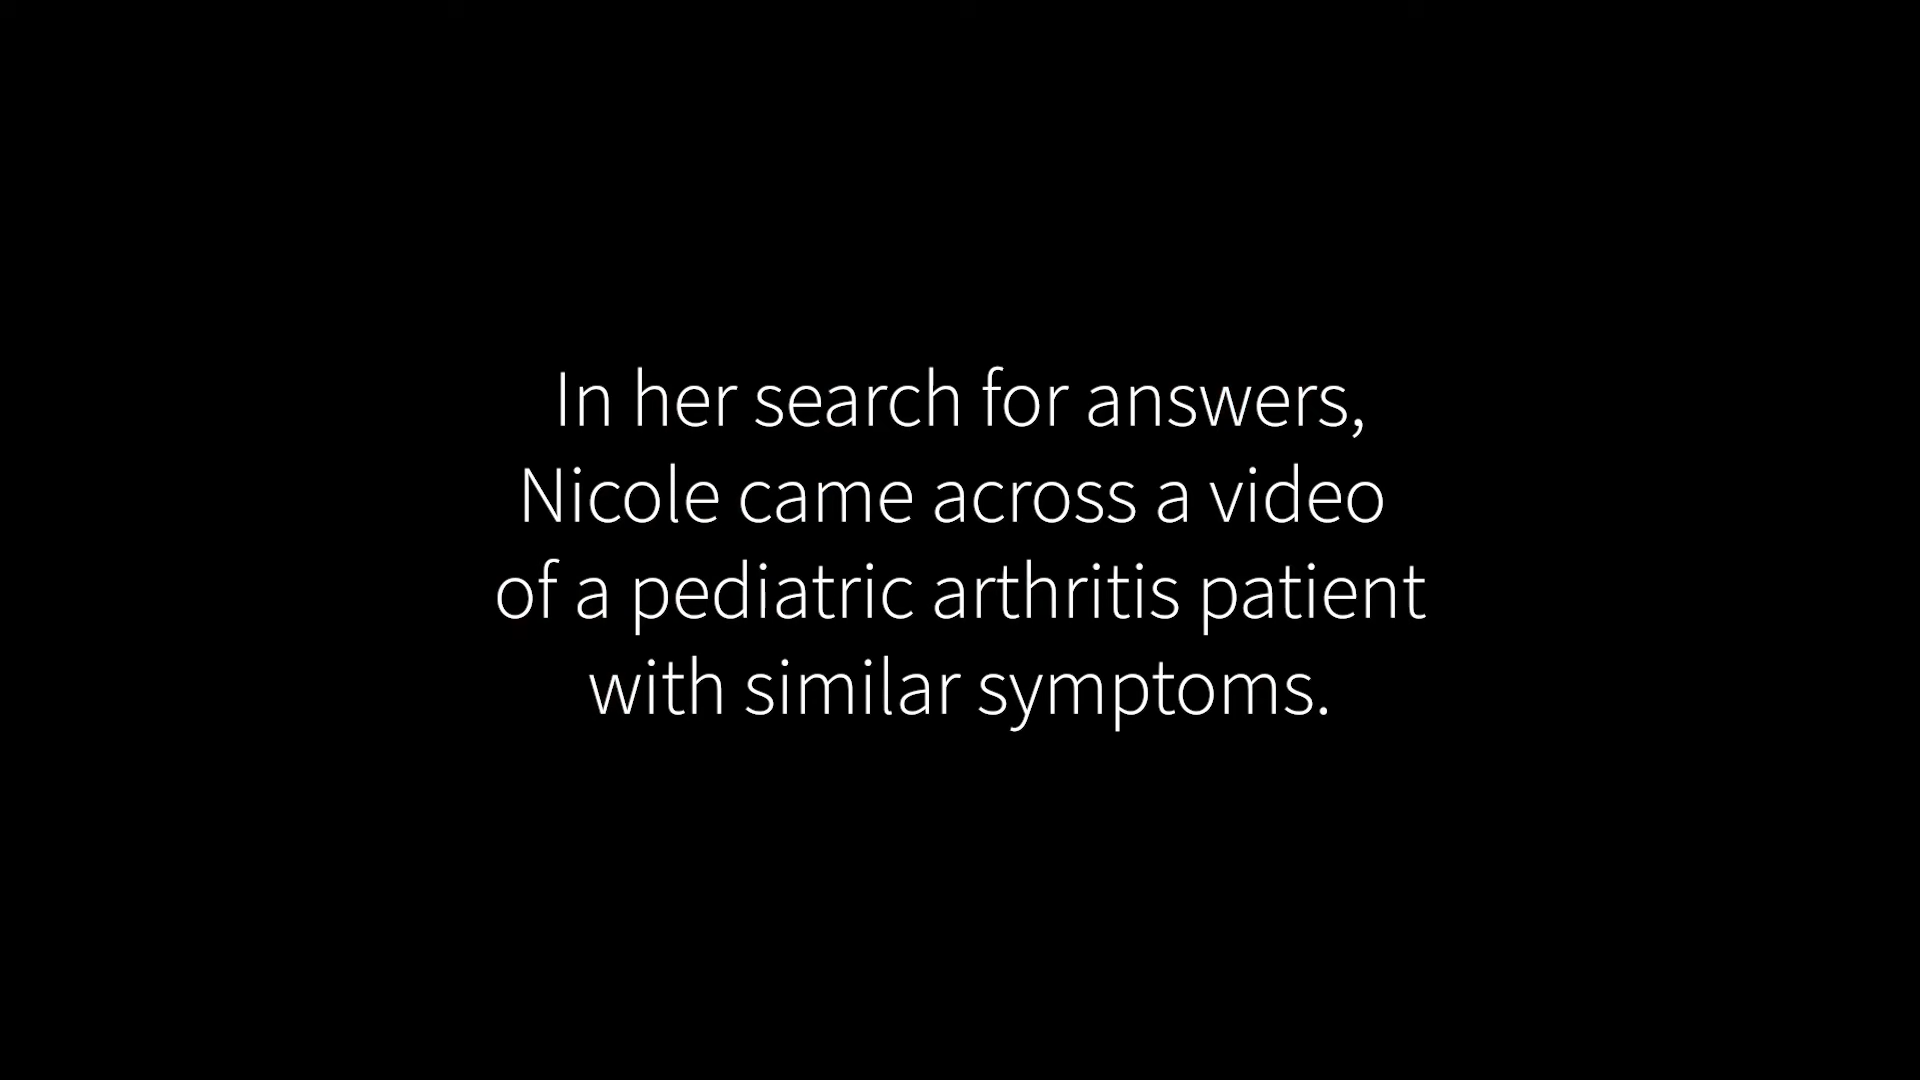 In her search for answers,
Nicole came across a video
of a pediatric arthritis patient
with similar symptoms.